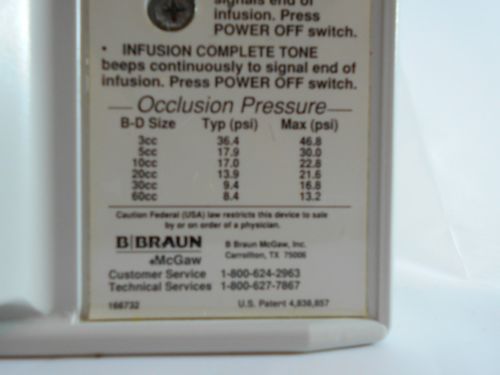 signals end of
infusion. Press
POWER OFF switch.
• INFUSION COMPLETE TONE
beeps continuously to signal end of
infusion. Press POWER OFF switch.
Occlusion Pressure
B-D Size Typ (psi) Max (psi)
3cc 36.4 46.8
5cc 17.9 30.0
10cc 17.0 22.8
20cc 13.9 21.6
30cc 9.4 16.8
60cc 8.4 13.2
Caution Federal (USA) law restricts this device to sale
by or on order of a physician.
B|BRAUN B Braun McGaw, Inc.
McGaw Carrollton, TX 75006
Customer Service 1-800-624-2963
Technical Services 1-800-627-7867
166732 U.S. Patent 4,838,857